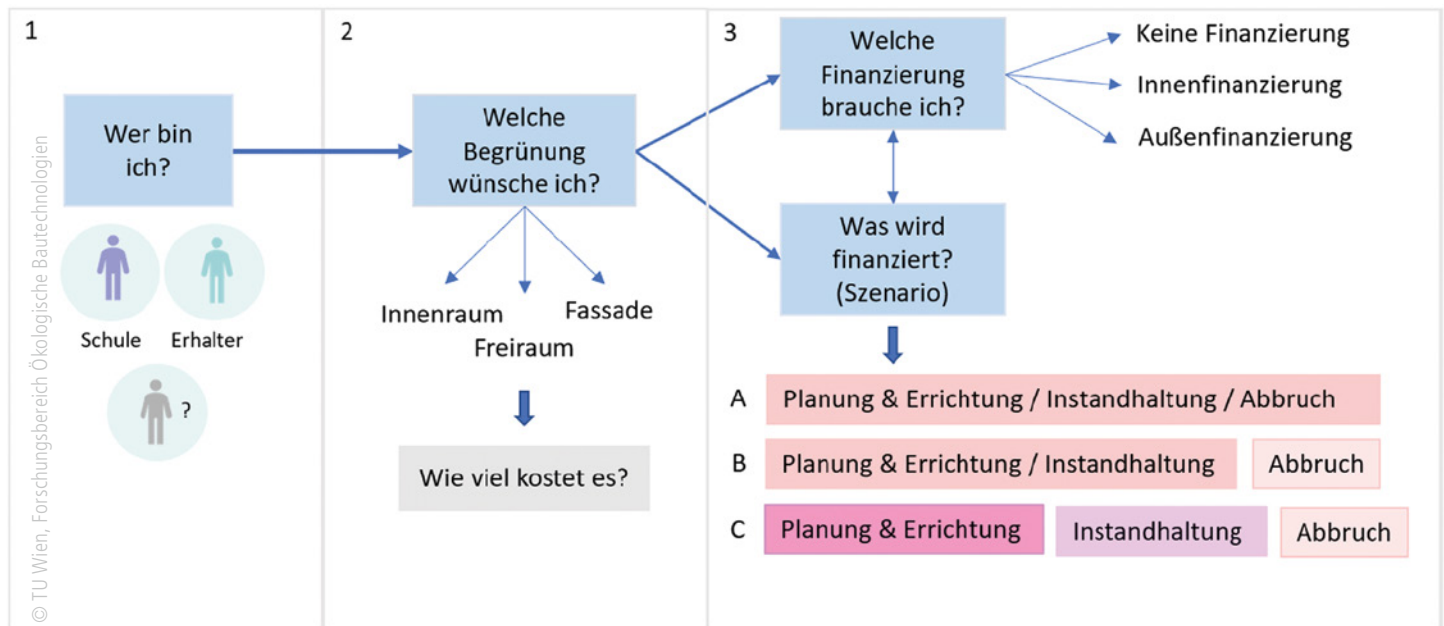 1
Wer bin
ich?
Schule
Erhalter
?
© TU Wien, Forschungsbereich Ökologische Bautechnologien
2
Welche
Begrünung
wünsche ich?
Innenraum
Freiraum
Fassade
Wie viel kostet es?
3
Welche
Finanzierung
brauche ich?
Keine Finanzierung
Innenfinanzierung
Außenfinanzierung
Was wird
finanziert?
(Szenario)
A Planung & Errichtung / Instandhaltung / Abbruch
B Planung & Errichtung / Instandhaltung Abbruch
C Planung & Errichtung Instandhaltung Abbruch